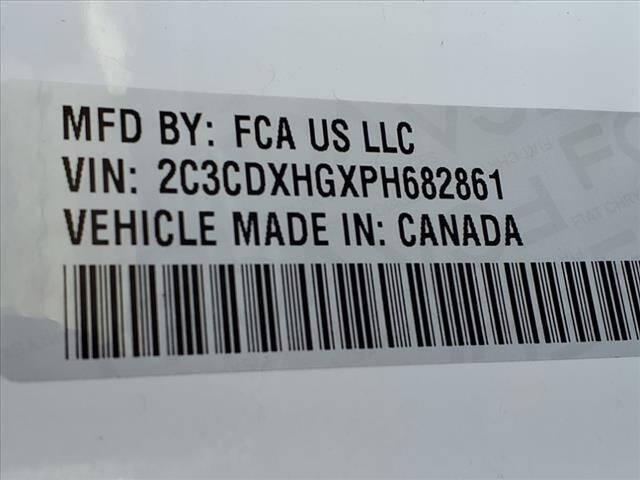 MFD BY: FCA US LLC
VIN: 2C3CDXHGXPH682861
VEHICLE MADE IN: CANADA